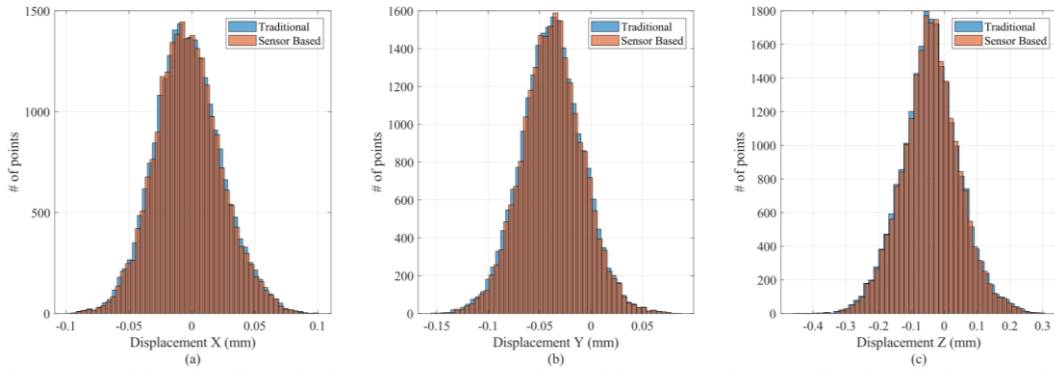 1500
1000
500
0
# of points
Traditional
Sensor Based
-0.1 -0.05 0 0.05 0.1
Displacement X (mm)
(a)
1600
1400
1200
1000
800
600
400
200
0
# of points
Traditional
Sensor Based
-0.15 -0.1 -0.05 0 0.05
Displacement Y (mm)
(b)
1800
1600
1400
1200
1000
800
600
400
200
0
# of points
Traditional
Sensor Based
-0.4 -0.3 -0.2 -0.1 0 0.1 0.2 0.3
Displacement Z (mm)
(c)